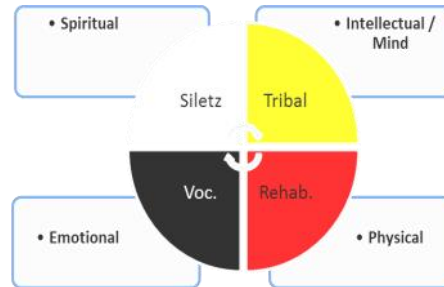 • Spiritual
• Intellectual /
Mind
Siletz
Tribal
Voc.
Rehab.
• Emotional
• Physical